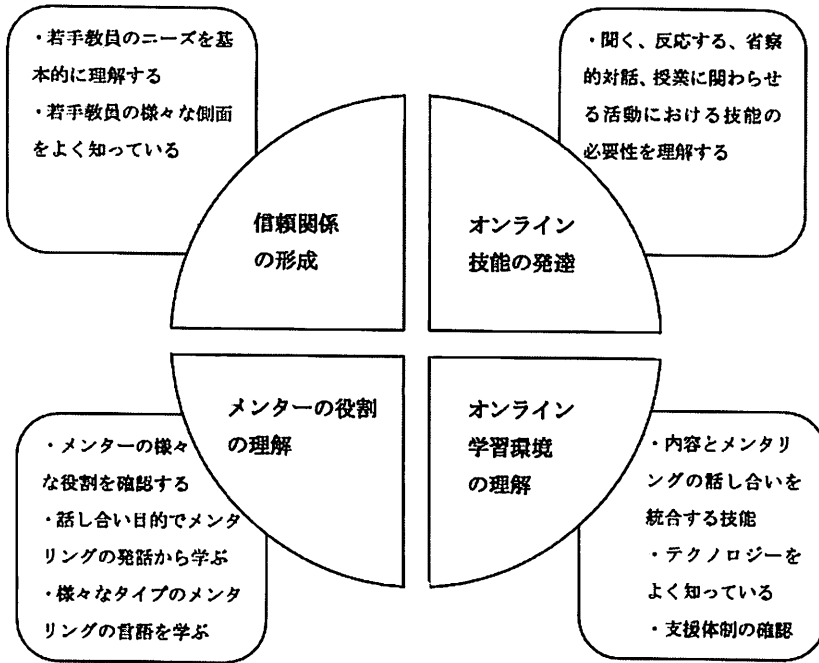 ・若手教員のニーズを基
本的に理解する
・若手教員の様々な側面
をよく知っている
・聞く、反応する、省察
的対話、授業に関わらせ
る活動における技能の
必要性を理解する
信頼関係
の形成
オンライン
技能の発達
メンターの役割
の理解
オンライン
学習環境
の理解
・メンターの様々
な役割を確認する
・話し合い目的でメンタ
リングの発話から学ぶ
・様々なタイプのメンタ
リングの言語を学ぶ
・内容とメンタリ
ングの話し合いを
統合する技能
・テクノロジーを
よく知っている
・支援体制の確認